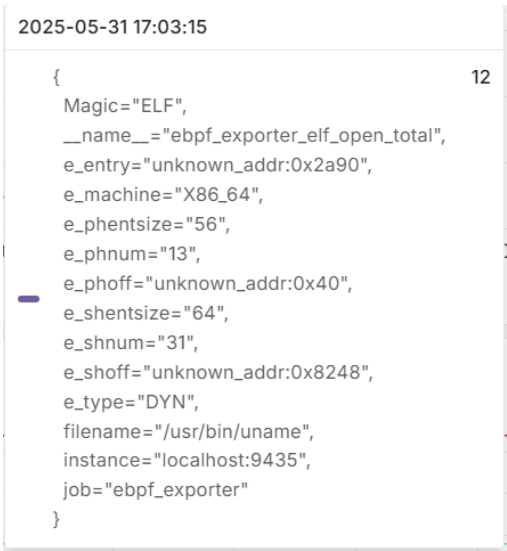 2025-05-31 17:03:15
{ 12
Magic="ELF",
__name__="ebpf_exporter_elf_open_total",
e_entry="unknown_addr:0x2a90",
e_machine="X86_64",
e_phentsize="56",
e_phnum="13",
e_phoff="unknown_addr:0x40",
e_shentsize="64",
e_shnum="31",
e_shoff="unknown_addr:0x8248",
e_type="DYN",
filename="/usr/bin/uname",
instance="localhost:9435",
job="ebpf_exporter"
}